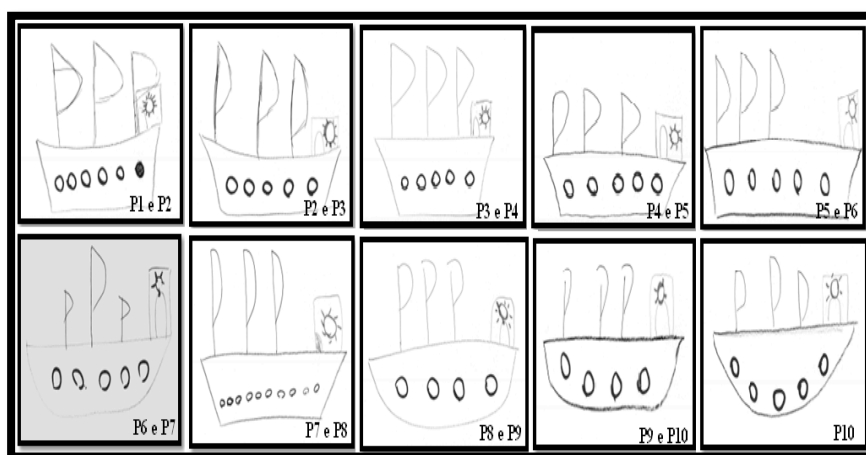 P1 e P2
P2 e P3
P3 e P4
P4 e P5
P5 e P6
P6 e P7
P7 e P8
P8 e P9
P9 e P10
P10